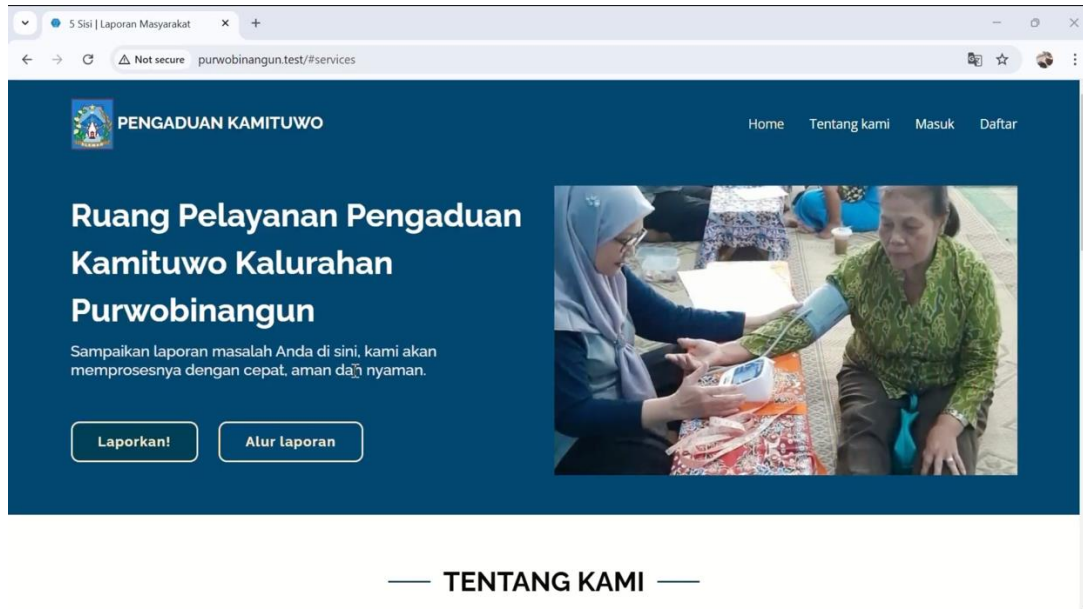 5 Sisi | Laporan Masyarakat
Not secure
purwobinangun.test/#services
SLEMAN
PENGADUAN KAMITUWO
Home
Tentang kami
Masuk
Daftar
Ruang Pelayanan Pengaduan
Kamituwo Kalurahan
Purwobinangun
Sampaikan laporan masalah Anda di sini, kami akan
memprosesnya dengan cepat, aman dan nyaman.
Laporkan!
Alur laporan
TENTANG KAMI